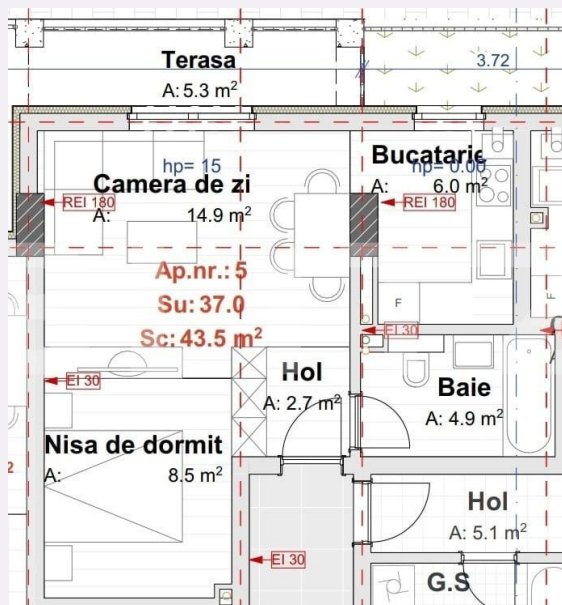 Terasa
A: 5.3 m²
3.72
hp= 15
Camera de zi
A: 14.9 m²
Bucatarie
hp= 0.00
A: 6.0 m²
REI 180
REI 180
Ap.nr.: 5
Su: 37.0
Sc: 43.5 m²
F
F
EI 30
EI 30
Hol
A: 2.7 m²
Baie
A: 4.9 m²
Nisa de dormit
A: 8.5 m²
2
Hol
A: 5.1 m²
EI 30
G.S